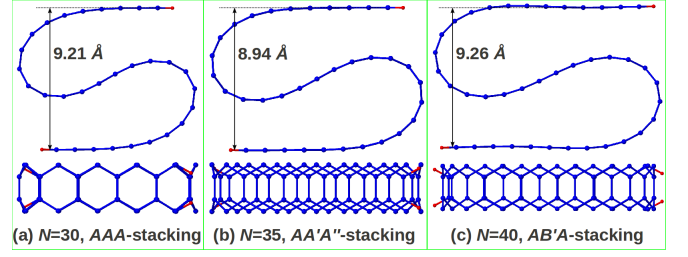 9.21 Å
8.94 Å
9.26 Å
(a) N=30, AAA-stacking
(b) N=35, AA'A''-stacking
(c) N=40, AB'A-stacking